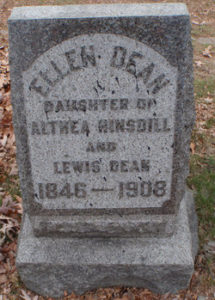 ELLEN DEAN
DAUGHTER OF
ALTHEA HINSDILL
AND
LEWIS DEAN
1846—1908